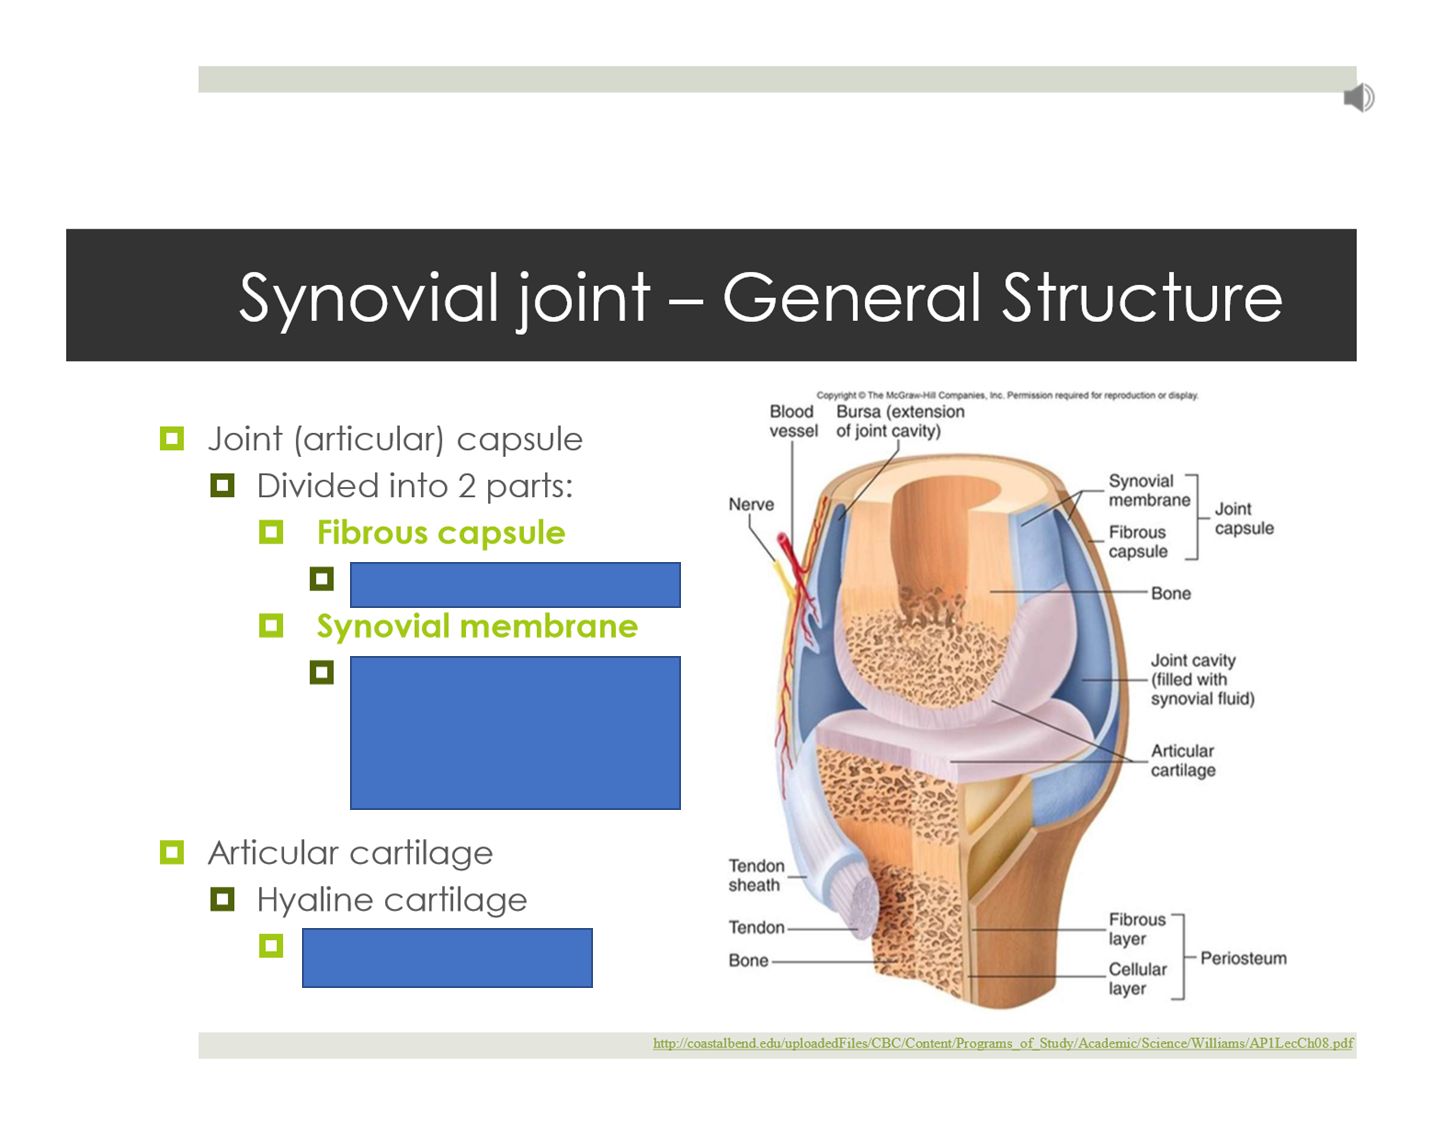 Synovial joint – General Structure
Joint (articular) capsule
Divided into 2 parts:
Fibrous capsule
Synovial membrane
Articular cartilage
Hyaline cartilage
Copyright © The McGraw-Hill Companies, Inc. Permission required for reproduction or display.
Blood
vessel
Bursa (extension
of joint cavity)
Nerve
Synovial
membrane
Fibrous
capsule
Joint
capsule
Bone
Joint cavity
(filled with
synovial fluid)
Articular
cartilage
Tendon
sheath
Tendon
Bone
Fibrous
layer
Cellular
layer
Periosteum
http://coastalbend.edu/uploadedFiles/CBC/Content/Programs_of_Study/Academic/Science/Williams/AP1LecCh08.pdf